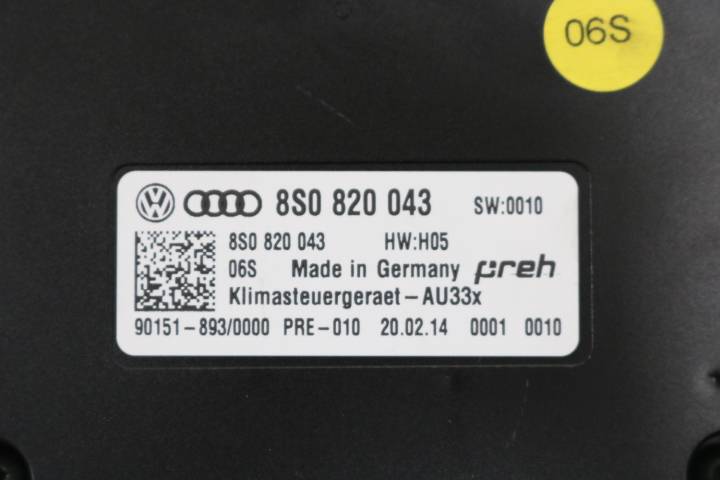 06S
8S0 820 043 SW:0010
8S0 820 043 HW:H05
06S Made in Germany preh
Klimasteuergeraet-AU33x
90151-893/0000 PRE-010 20.02.14 0001 0010